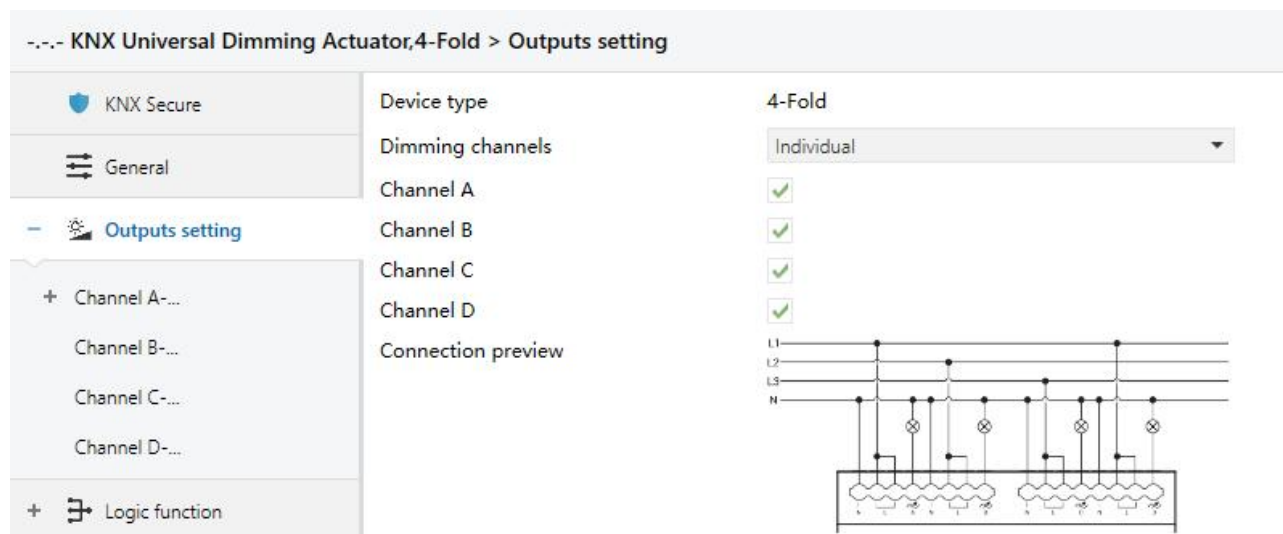 -.-.- KNX Universal Dimming Actuator,4-Fold > Outputs setting
KNX Secure
General
Outputs setting
Channel A-...
Channel B-...
Channel C-...
Channel D-...
Logic function
Device type 4-Fold
Dimming channels Individual
Channel A
Channel B
Channel C
Channel D
Connection preview
L1
L2
L3
N